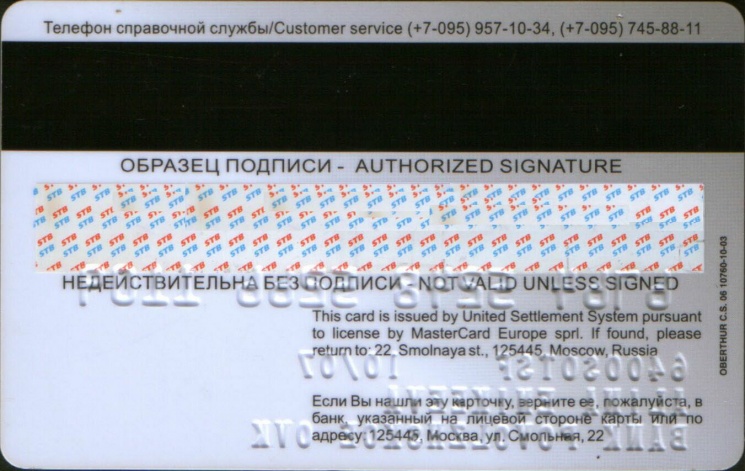 Телефон справочной службы/Customer service (+7-095) 957-10-34, (+7-095) 745-88-11
ОБРАЗЕЦ ПОДПИСИ - AUTHORIZED SIGNATURE
STB
НЕДЕЙСТВИТЕЛЬНА БЕЗ ПОДПИСИ - NOT VALID UNLESS SIGNED
This card is issued by United Settlement System pursuant
to license by MasterCard Europe sprl. If found, please
return to: 22, Smolnaya st., 125445, Moscow, Russia
Если Вы нашли эту карточку, верните ее, пожалуйста, в
банк, указанный на лицевой стороне карты или по
адресу: 125445, Москва, ул. Смольная, 22
OBERTHUR C.S. 06 10760-10-03